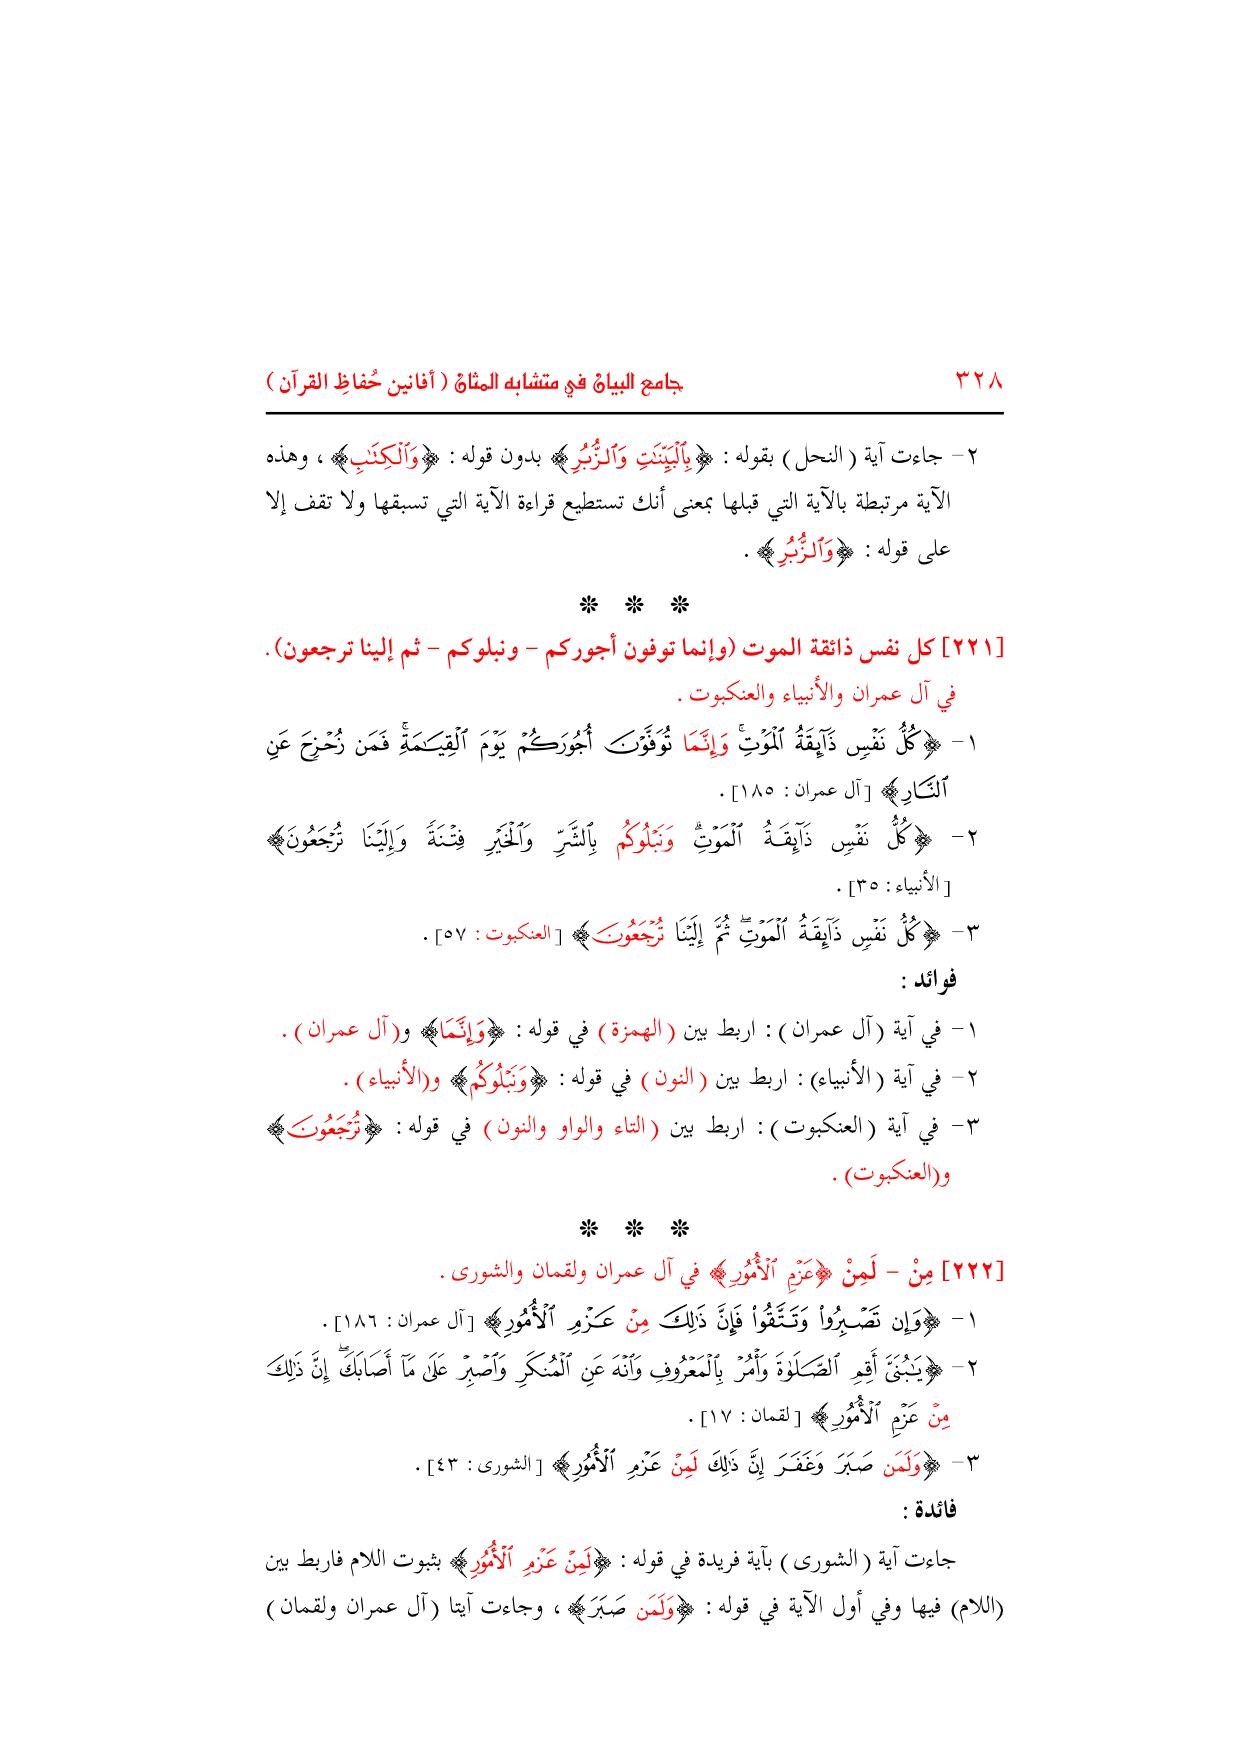 ٣٢٨ جامع البيان في متشابه المثان ( أفانين حُفاظِ القرآن )
٢- جاءت آية ( النحل ) بقوله : ﴿بِٱلۡبَيِّنَٰتِ وَٱلزُّبُرِ﴾ بدون قوله : ﴿وَٱلۡكِتَٰبِ﴾ ، وهذه
الآية مرتبطة بالآية التي قبلها بمعنى أنك تستطيع قراءة الآية التي تسبقها ولا تقف إلا
على قوله : ﴿وَٱلزُّبُرِ﴾ .
❊ ❊ ❊
[٢٢١] كل نفس ذائقة الموت (وإنما توفون أجوركم – ونبلوكم – ثم إلينا ترجعون).
في آل عمران والأنبياء والعنكبوت .
١- ﴿كُلُّ نَفۡسٖ ذَآئِقَةُ ٱلۡمَوۡتِۗ وَإِنَّمَا تُوَفَّوۡنَ أُجُورَكُمۡ يَوۡمَ ٱلۡقِيَٰمَةِۖ فَمَن زُحۡزِحَ عَنِ
ٱلنَّارِ﴾ [آل عمران : ١٨٥] .
٢- ﴿كُلُّ نَفۡسٖ ذَآئِقَةُ ٱلۡمَوۡتِۗ وَنَبۡلُوكُم بِٱلشَّرِّ وَٱلۡخَيۡرِ فِتۡنَةٗۖ وَإِلَيۡنَا تُرۡجَعُونَ﴾
[الأنبياء : ٣٥] .
٣- ﴿كُلُّ نَفۡسٖ ذَآئِقَةُ ٱلۡمَوۡتِۖ ثُمَّ إِلَيۡنَا تُرۡجَعُونَ﴾ [العنكبوت : ٥٧] .
فوائد :
١- في آية ( آل عمران ) : اربط بين ( الهمزة ) في قوله : ﴿وَإِنَّمَا﴾ و( آل عمران ) .
٢- في آية ( الأنبياء) : اربط بين ( النون ) في قوله : ﴿وَنَبۡلُوكُم﴾ و(الأنبياء ) .
٣- في آية ( العنكبوت ) : اربط بين ( التاء والواو والنون ) في قوله : ﴿تُرۡجَعُونَ﴾
و(العنكبوت) .
❊ ❊ ❊
[٢٢٢] مِنْ – لَمِنْ ﴿عَزۡمِ ٱلۡأُمُورِ﴾ في آل عمران ولقمان والشورى .
١- ﴿وَإِن تَصۡبِرُواْ وَتَتَّقُواْ فَإِنَّ ذَٰلِكَ مِنۡ عَزۡمِ ٱلۡأُمُورِ﴾ [آل عمران : ١٨٦] .
٢- ﴿يَٰبُنَيَّ أَقِمِ ٱلصَّلَوٰةَ وَأۡمُرۡ بِٱلۡمَعۡرُوفِ وَٱنۡهَ عَنِ ٱلۡمُنكَرِ وَٱصۡبِرۡ عَلَىٰ مَآ أَصَابَكَۖ إِنَّ ذَٰلِكَ
مِنۡ عَزۡمِ ٱلۡأُمُورِ﴾ [لقمان : ١٧] .
٣- ﴿وَلَمَن صَبَرَ وَغَفَرَ إِنَّ ذَٰلِكَ لَمِنۡ عَزۡمِ ٱلۡأُمُورِ﴾ [الشورى : ٤٣] .
فائدة :
جاءت آية ( الشورى ) بآية فريدة في قوله : ﴿لَمِنۡ عَزۡمِ ٱلۡأُمُورِ﴾ بثبوت اللام فاربط بين
(اللام) فيها وفي أول الآية في قوله : ﴿وَلَمَن صَبَرَ﴾ ، وجاءت آيتا ( آل عمران ولقمان )